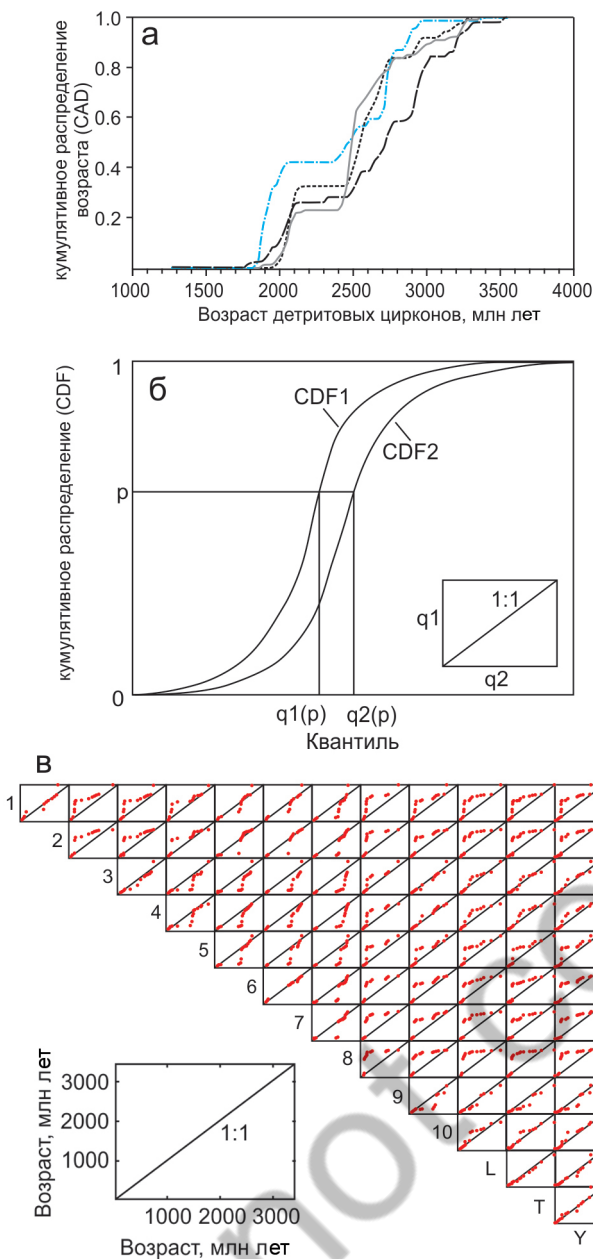 а
кумулятивное распределение
возраста (CAD)
1.0
0.8
0.6
0.4
0.2
1000 1500 2000 2500 3000 3500 4000
Возраст детритовых цирконов, млн лет
б
кумулятивное распределение (CDF)
1
p
0
CDF1
CDF2
1:1
q1
q2
q1(p) q2(p)
Квантиль
в
1
2
3
4
5
6
7
8
9
10
L
T
Y
Возраст, млн лет
3000
2000
1000
1:1
1000 2000 3000
Возраст, млн лет
not co